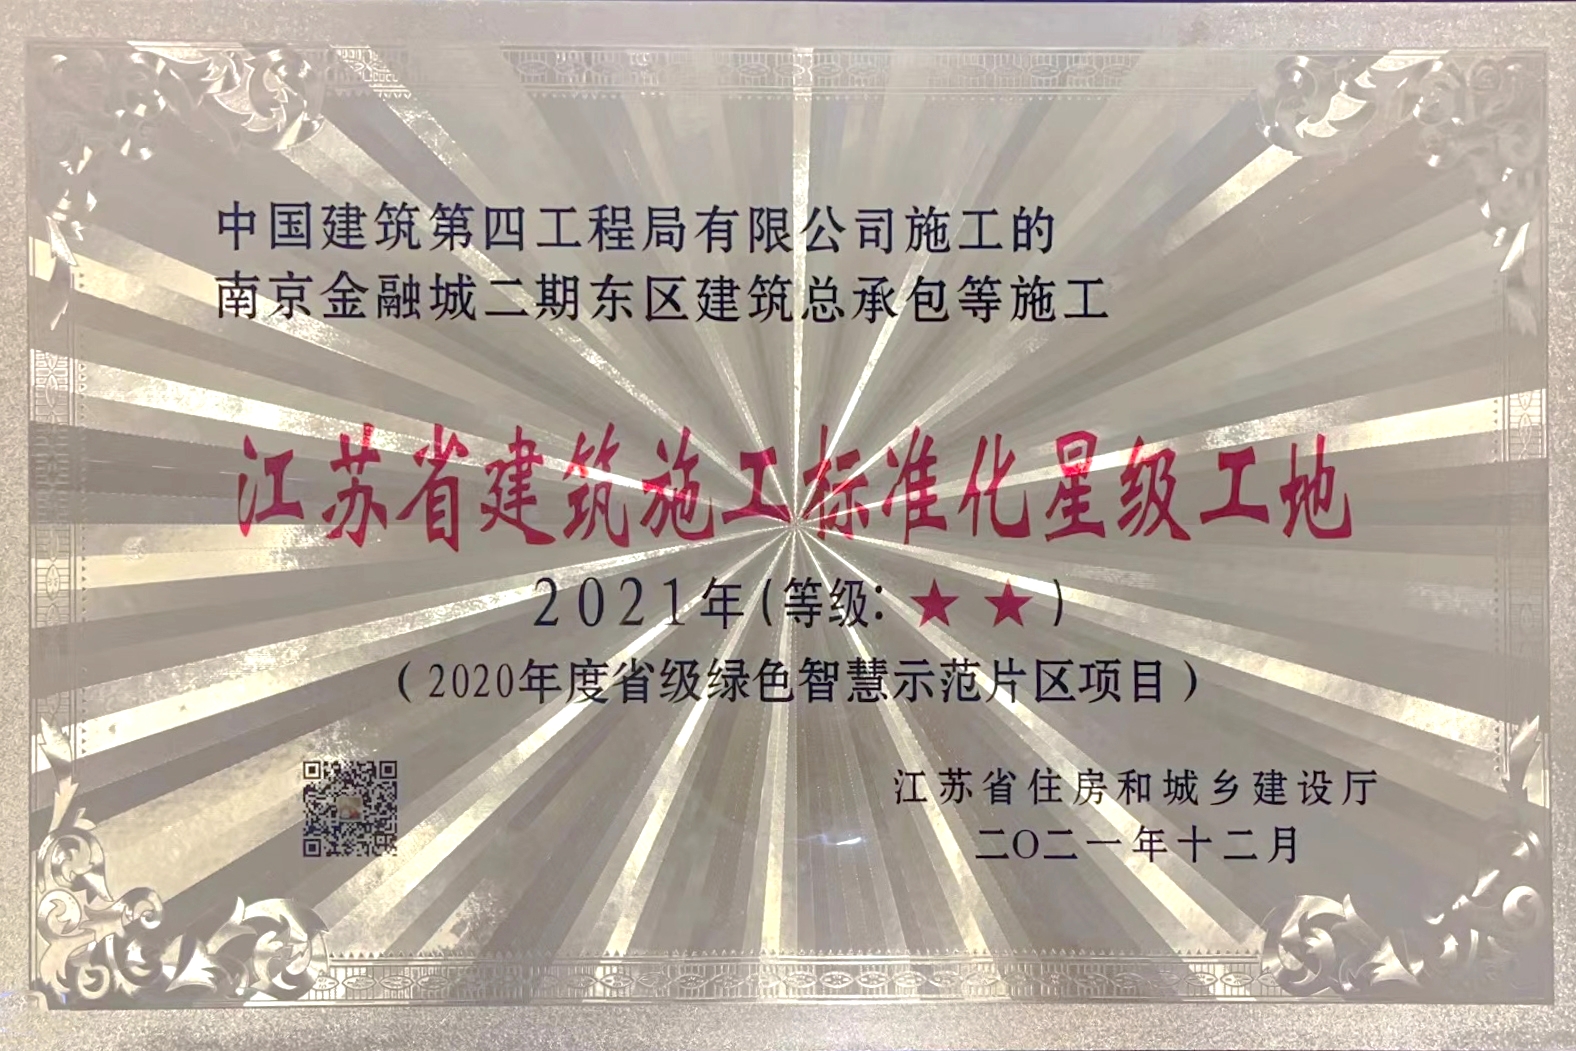 中国建筑第四工程局有限公司施工的
南京金融城二期东区建筑总承包等施工
江苏省建筑施工标准化星级工地
2021年(等级:★★)
(2020年度省级绿色智慧示范片区项目)
江苏省住房和城乡建设厅
二〇二一年十二月